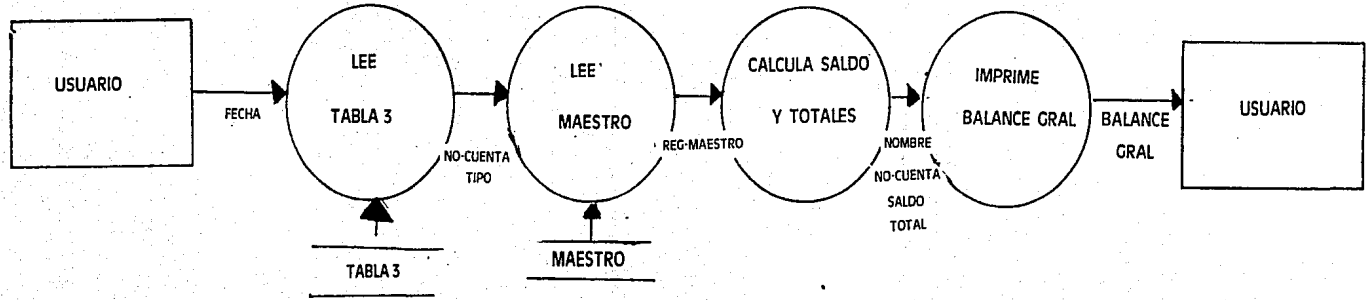 USUARIO
FECHA
LEE
TABLA 3
TABLA 3
NO-CUENTA
TIPO
LEE
MAESTRO
MAESTRO
REG-MAESTRO
CALCULA SALDO
Y TOTALES
NOMBRE
NO-CUENTA
SALDO
TOTAL
IMPRIME
BALANCE GRAL
BALANCE
GRAL
USUARIO